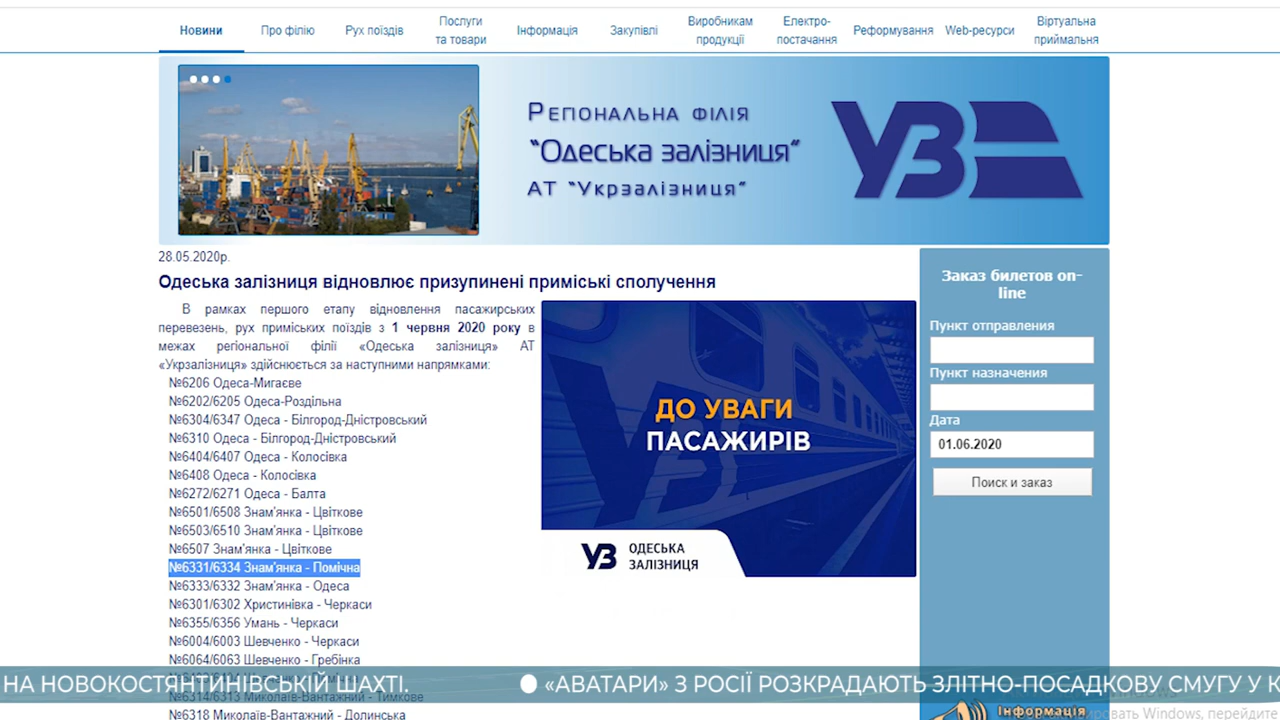 Новини
Про філію
Рух поїздів
Послуги
та товари
Інформація
Закупівлі
Виробникам
продукції
Електро-
постачання
Реформування
Web-ресурси
Віртуальна
приймальня
Регіональна філія
"Одеська залізниця"
АТ "Укрзалізниця"
УЗ
28.05.2020р.
Одеська залізниця відновлює призупинені приміські сполучення
В рамках першого етапу відновлення пасажирських
перевезень, рух приміських поїздів з 1 червня 2020 року в
межах регіональної філії «Одеська залізниця» АТ
«Укрзалізниця» здійснюється за наступними напрямками:
№6206 Одеса-Мигаєве
№6202/6205 Одеса-Роздільна
№6304/6347 Одеса - Білгород-Дністровський
№6310 Одеса - Білгород-Дністровський
№6404/6407 Одеса - Колосівка
№6408 Одеса - Колосівка
№6272/6271 Одеса - Балта
№6501/6508 Знам'янка - Цвіткове
№6503/6510 Знам'янка - Цвіткове
№6507 Знам'янка - Цвіткове
№6331/6334 Знам'янка - Помічна
№6333/6332 Знам'янка - Одеса
№6301/6302 Христинівка - Черкаси
№6355/6356 Умань - Черкаси
№6004/6003 Шевченко - Черкаси
№6064/6063 Шевченко - Гребінка
№6314/6313 Миколаїв-Вантажний - Тимкове
№6318 Миколаїв-Вантажний - Долинська
ДО УВАГИ
ПАСАЖИРІВ
УЗ ОДЕСЬКА
ЗАЛІЗНИЦЯ
Заказ билетов on-
line
Пункт отправления
Пункт назначения
Дата
01.06.2020
Поиск и заказ
НА НОВОКОСТЯНТИНІВСЬКІЙ ШАХТІ.
«АВАТАРИ» З РОСІЇ РОЗКРАДАЮТЬ ЗЛІТНО-ПОСАДКОВУ СМУГУ У К
Інформація
Windows, перейдите